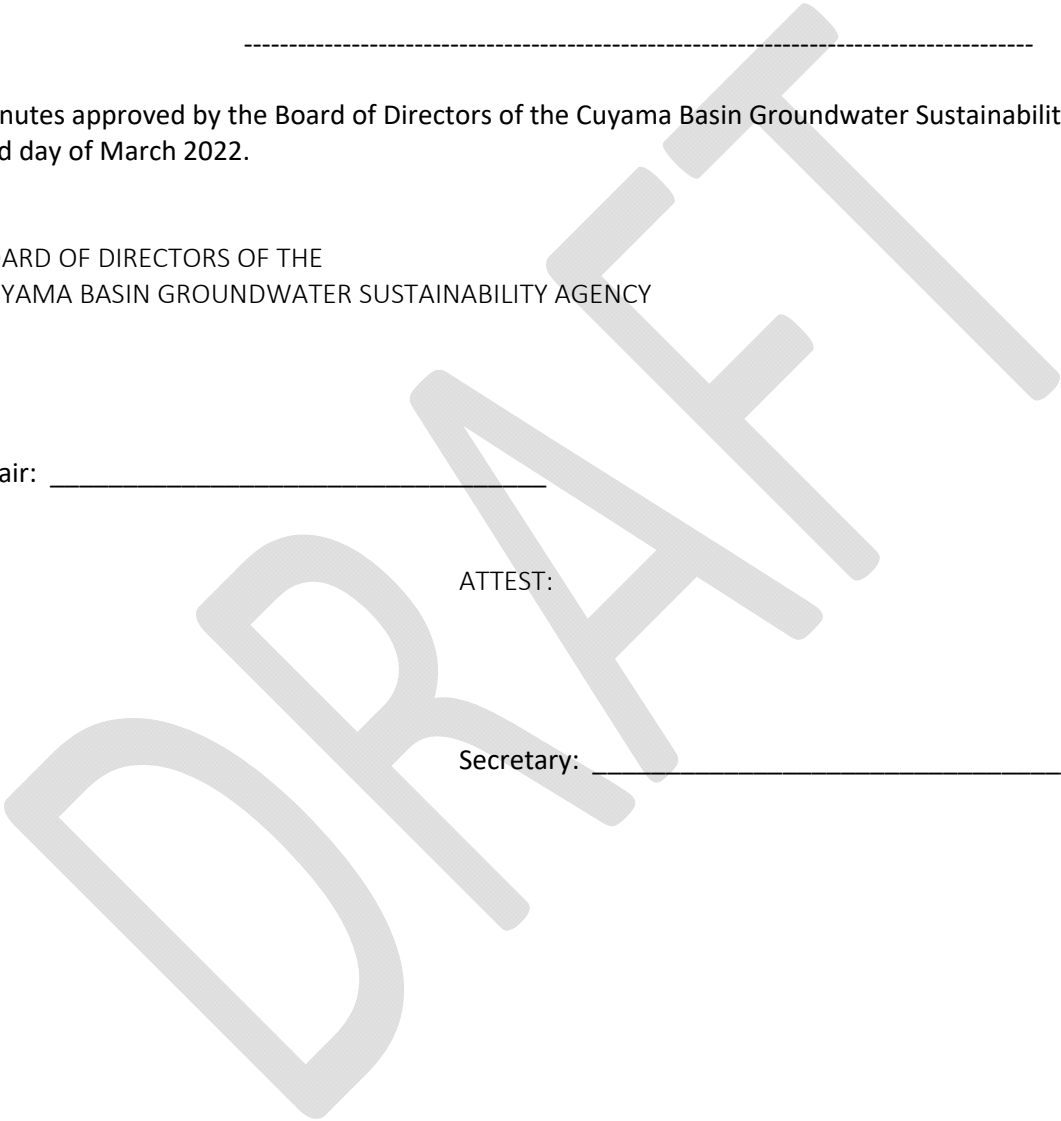 --------------------------------------------------------------------------------------
nutes approved by the Board of Directors of the Cuyama Basin Groundwater Sustainabilit
d day of March 2022.
ARD OF DIRECTORS OF THE
YAMA BASIN GROUNDWATER SUSTAINABILITY AGENCY
air: ___________________________________
ATTEST:
Secretary: _________________________________
DRAFT